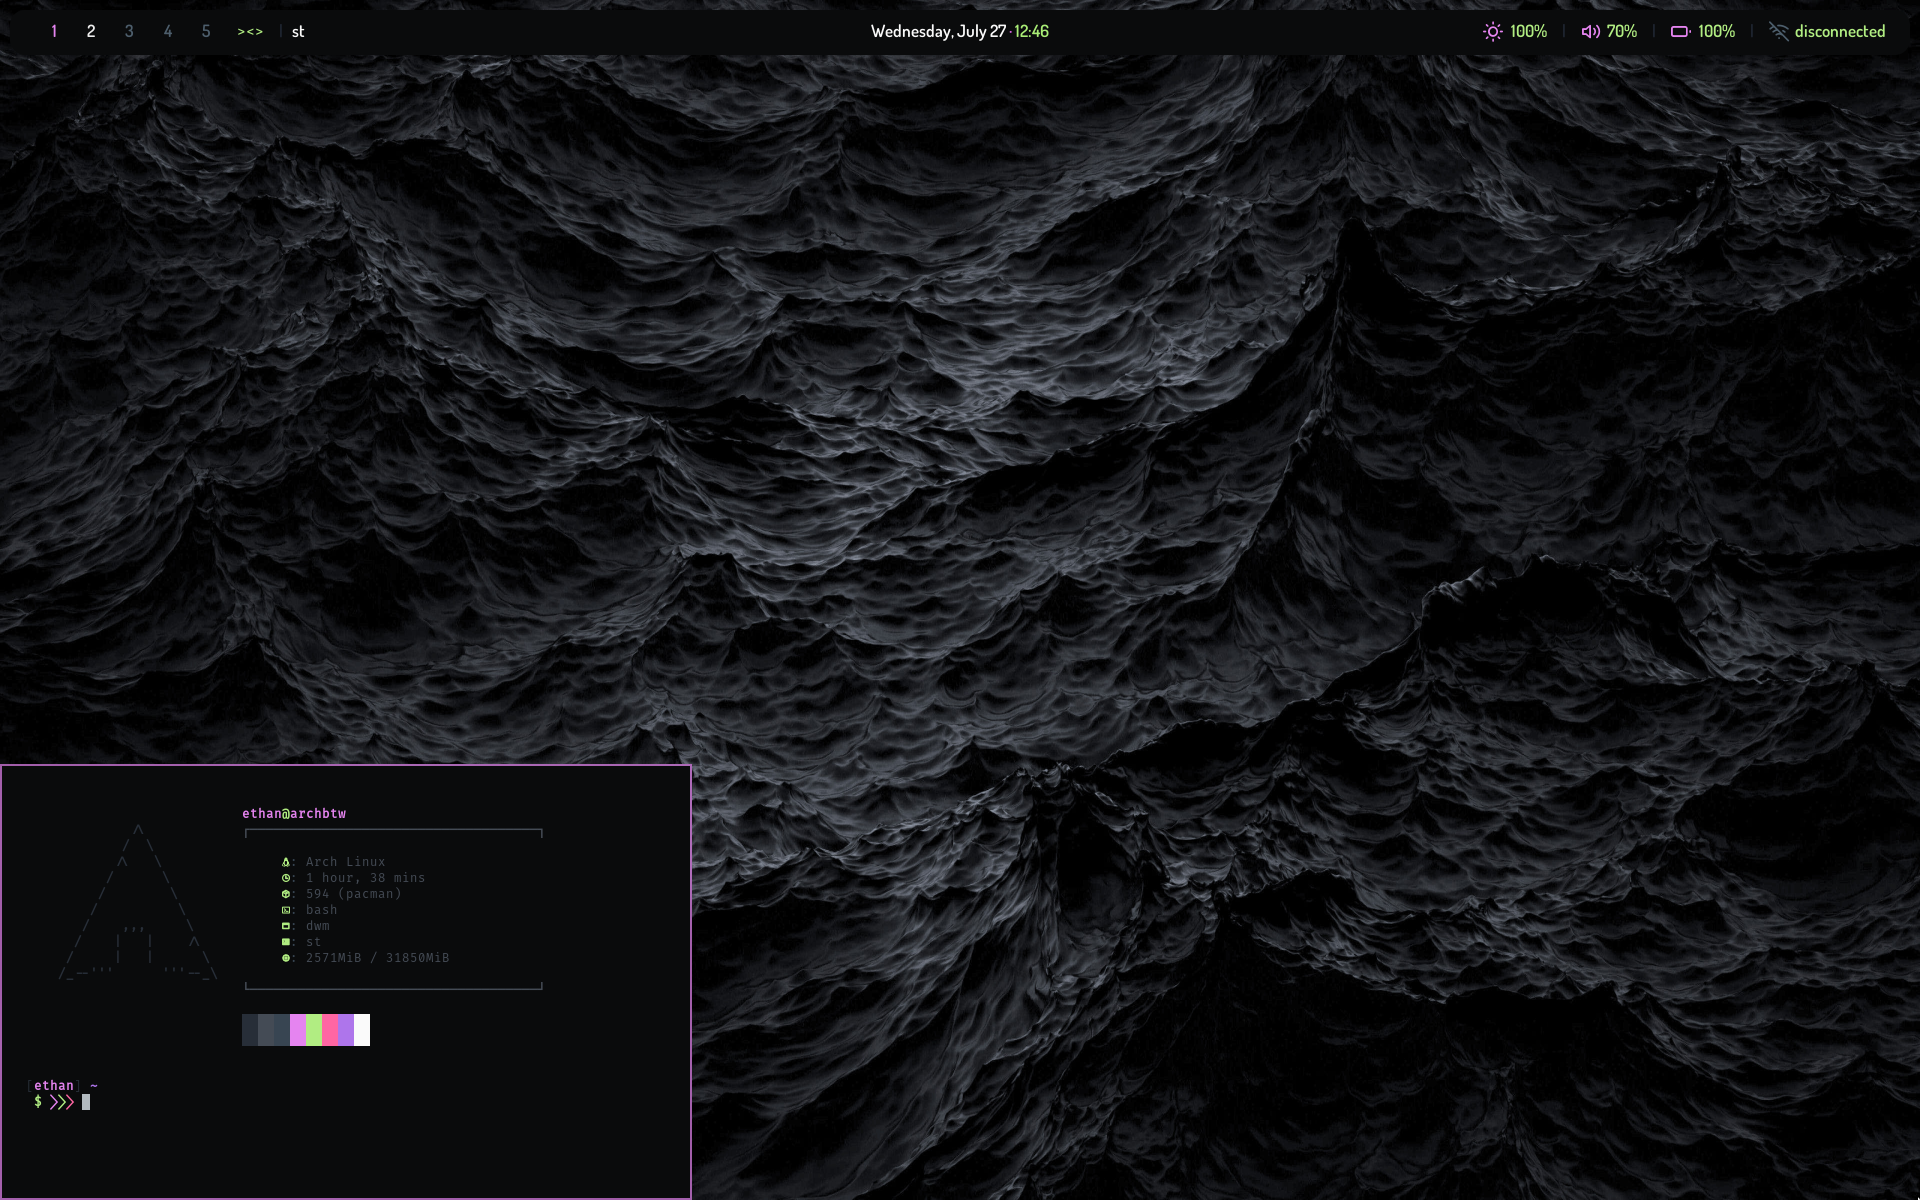 1 2 3 4 5 ><> | st
Wednesday, July 27 · 12:46
100% | 70% | 100% | disconnected
ethan@archbtw
: Arch Linux
: 1 hour, 38 mins
: 594 (pacman)
: bash
: dwm
: st
: 2571MiB / 31850MiB
[ethan] ~
$ >>>